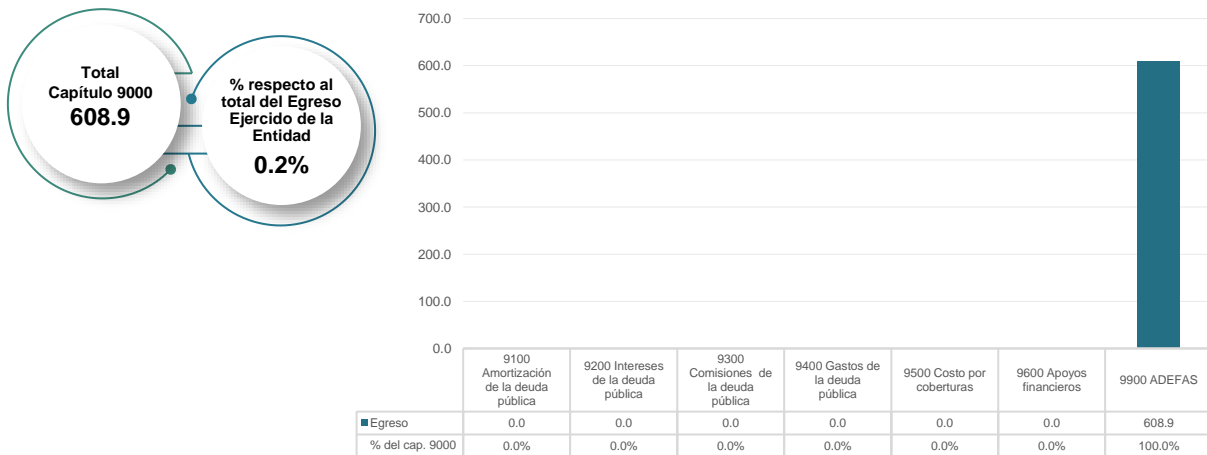 Total
Capítulo 9000
608.9
% respecto al
total del Egreso
Ejercido de la
Entidad
0.2%
700.0
600.0
500.0
400.0
300.0
200.0
100.0
0.0
9100
Amortización
de la deuda
pública
9200 Intereses
de la deuda
pública
9300
Comisiones de
la deuda
pública
9400 Gastos de
la deuda
pública
9500 Costo por
coberturas
9600 Apoyos
financieros
9900 ADEFAS
Egreso 0.0 0.0 0.0 0.0 0.0 0.0 608.9
% del cap. 9000 0.0% 0.0% 0.0% 0.0% 0.0% 0.0% 100.0%